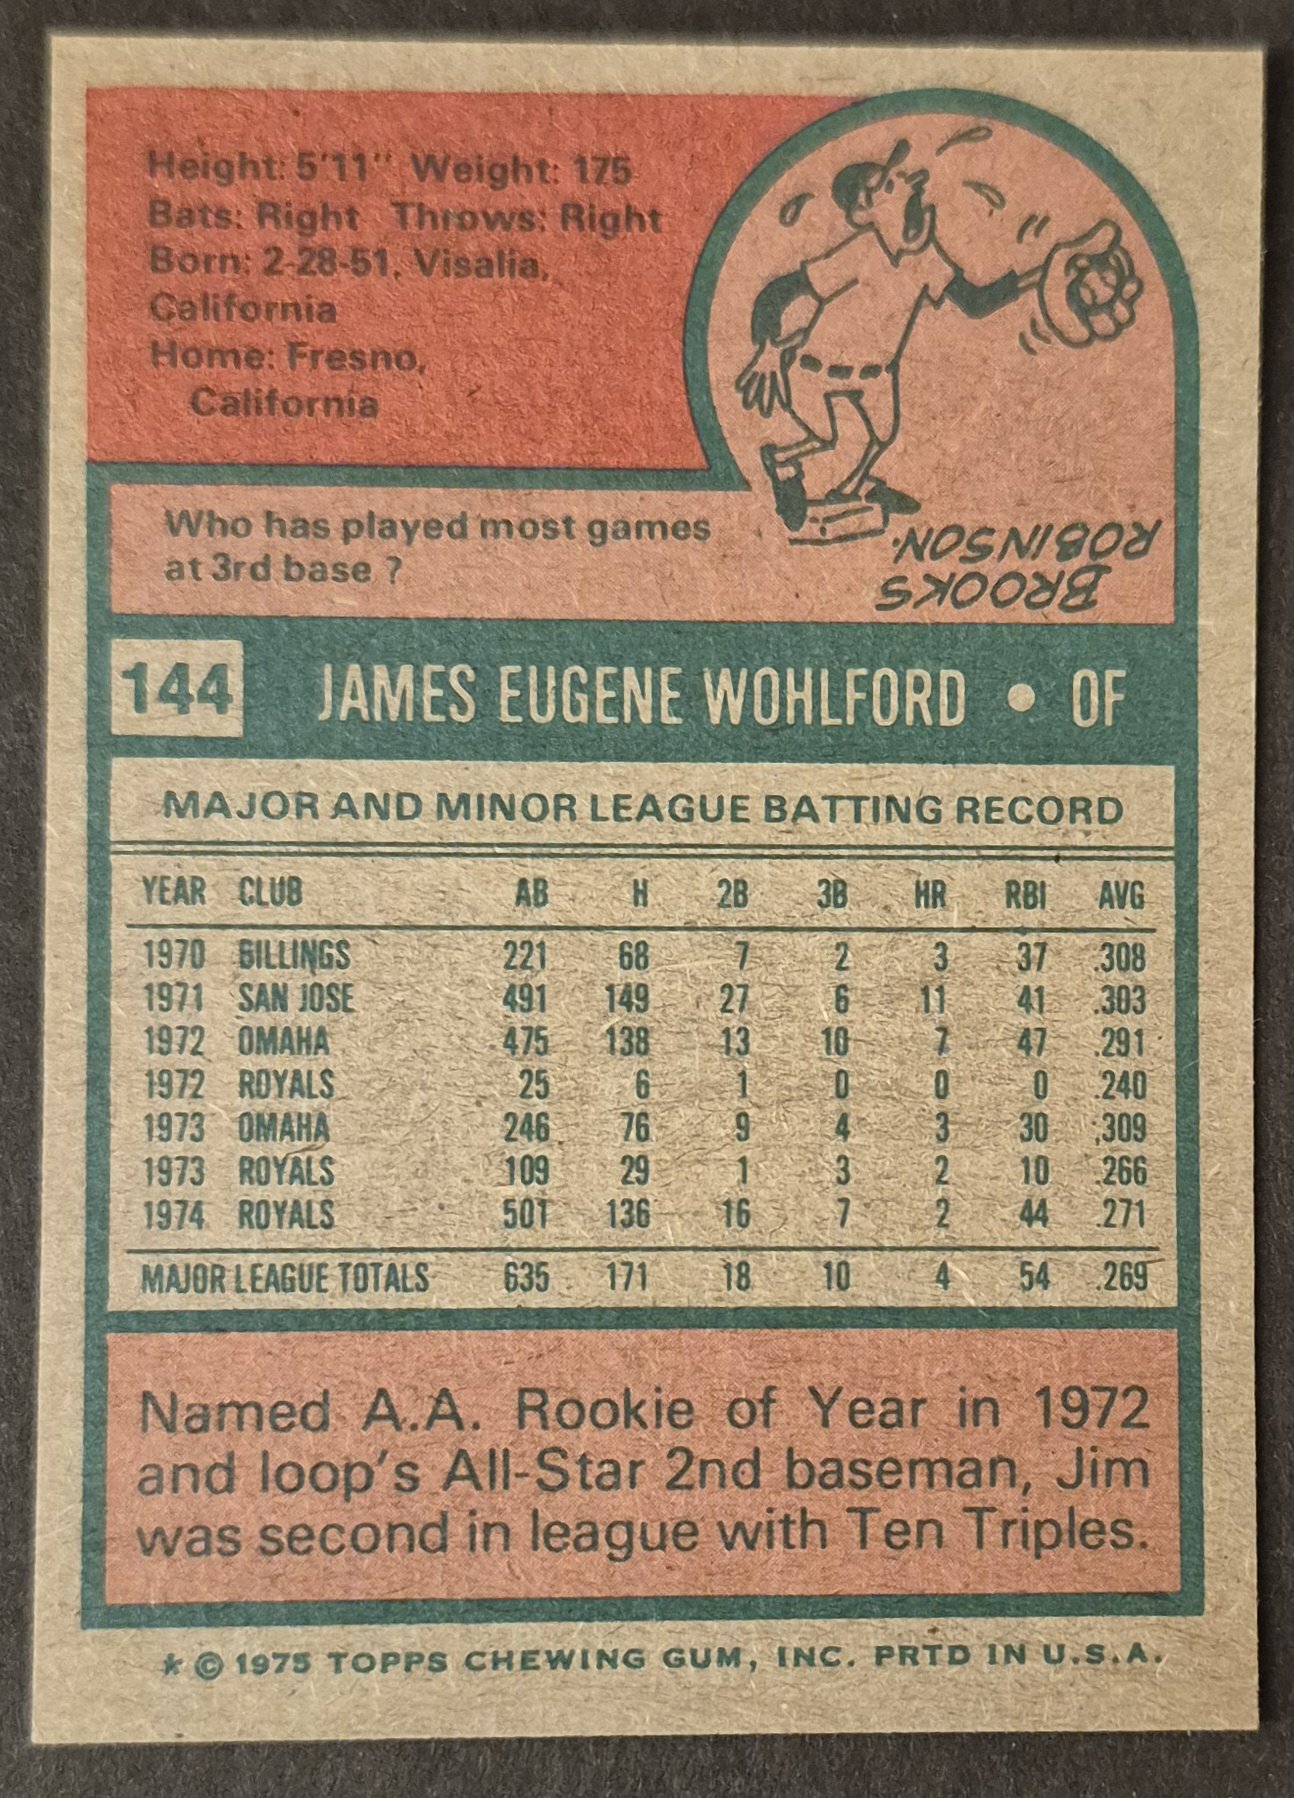 Height: 5'11" Weight: 175
Bats: Right Throws: Right
Born: 2-28-51, Visalia,
California
Home: Fresno,
California
Who has played most games
at 3rd base ?
BROOKS
ROBINSON.
144 JAMES EUGENE WOHLFORD • OF
MAJOR AND MINOR LEAGUE BATTING RECORD
YEAR CLUB AB H 2B 3B HR RBI AVG
1970 BILLINGS 221 68 7 2 3 37 .308
1971 SAN JOSE 491 149 27 6 11 41 .303
1972 OMAHA 475 138 13 10 7 47 .291
1972 ROYALS 25 6 1 0 0 0 .240
1973 OMAHA 246 76 9 4 3 30 .309
1973 ROYALS 109 29 1 3 2 10 .266
1974 ROYALS 501 136 16 7 2 44 .271
MAJOR LEAGUE TOTALS 635 171 18 10 4 54 .269
Named A.A. Rookie of Year in 1972
and loop's All-Star 2nd baseman, Jim
was second in league with Ten Triples.
* © 1975 TOPPS CHEWING GUM, INC. PRTD IN U.S.A.